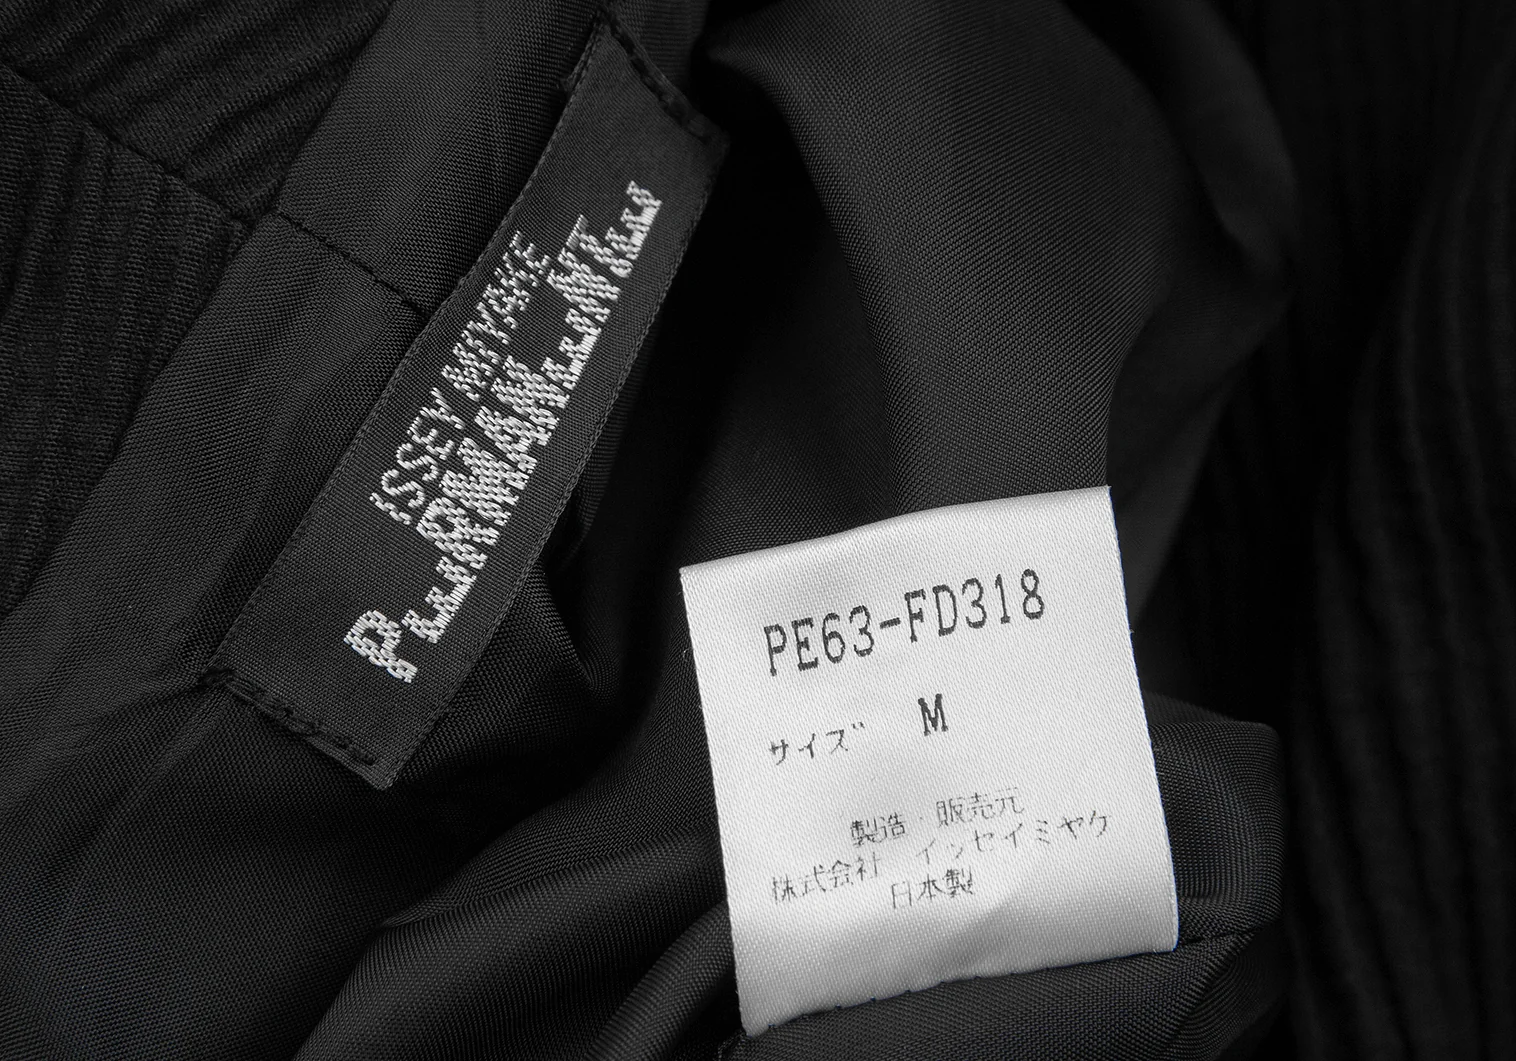 ISSEY MIYAKE
PERMANENTE
PE63-FD318
サイズ M
製造・販売元
株式会社 イッセイミヤケ
日本製